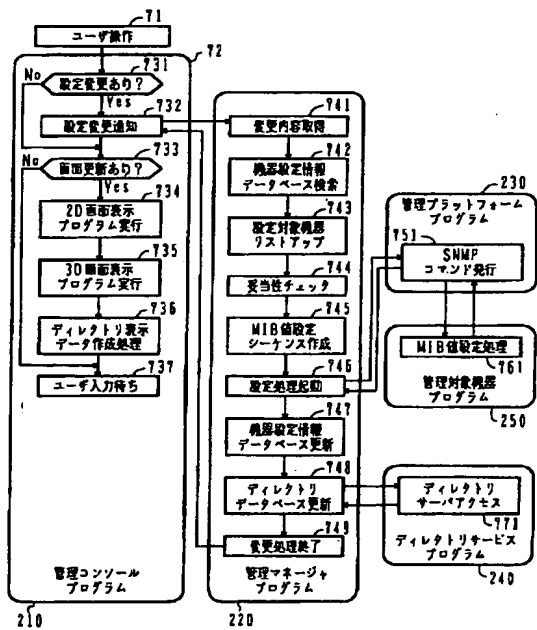 71
ユーザ操作
72
731
No
設定変更あり?
Yes
732
設定変更通知
733
No
画面更新あり?
Yes
734
2D画面表示
プログラム実行
735
3D画面表示
プログラム実行
736
ディレクトリ表示
データ作成処理
737
ユーザ入力待ち
管理コンソール
プログラム
210
741
変更内容取得
742
機器設定情報
データベース検索
743
設定対象機器
リストアップ
744
妥当性チェック
745
MIB値設定
シーケンス作成
746
設定処理起動
747
機器設定情報
データベース更新
748
ディレクトリ
データベース更新
749
変更処理終了
管理マネージャ
プログラム
220
230
管理プラットフォーム
プログラム
751
SNMP
コマンド発行
MIB値設定処理
761
管理対象機器
プログラム
250
ディレクトリ
サーバアクセス
771
ディレクトリサービス
プログラム
240